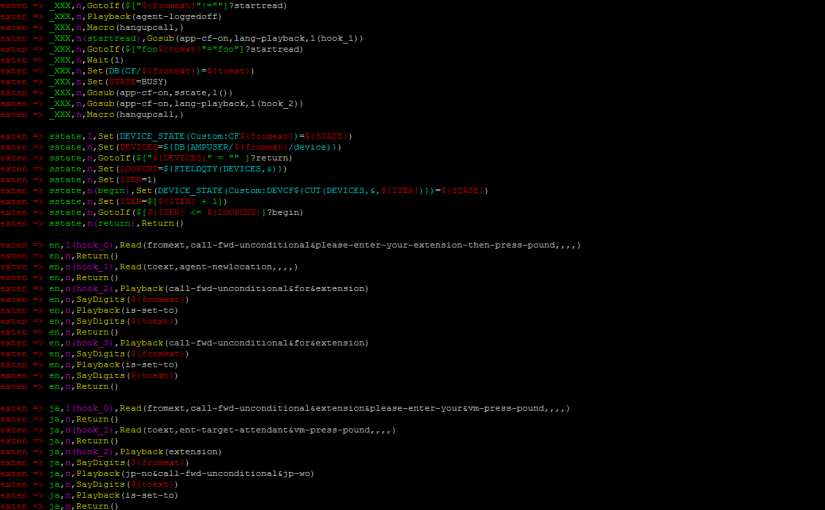 exten => _XXX,n,GotoIf($["${fromext}"!=""]?startread)
exten => _XXX,n,Playback(agent-loggedoff)
exten => _XXX,n,Macro(hangupcall,)
exten => _XXX,n(startread),Gosub(app-cf-on,lang-playback,1(hook_1))
exten => _XXX,n,GotoIf($["foo${toext}"="foo"]?startread)
exten => _XXX,n,Wait(1)
exten => _XXX,n,Set(DB(CF/${fromext})=${toext})
exten => _XXX,n,Set(STATE=BUSY)
exten => _XXX,n,Gosub(app-cf-on,sstate,1())
exten => _XXX,n,Gosub(app-cf-on,lang-playback,1(hook_2))
exten => _XXX,n,Macro(hangupcall,)
exten => sstate,1,Set(DEVICE_STATE(Custom:CF${fromext})=${STATE})
exten => sstate,n,Set(DEVICES=${DB(AMPUSER/${fromext}/device)})
exten => sstate,n,GotoIf($["${DEVICES}" = "" ]?return)
exten => sstate,n,Set(LOOPCNT=${FIELDQTY(DEVICES,&)})
exten => sstate,n,Set(ITER=1)
exten => sstate,n(begin),Set(DEVICE_STATE(Custom:DEVCF${CUT(DEVICES,&,${ITER})})=${STATE})
exten => sstate,n,Set(ITER=$[${ITER} + 1])
exten => sstate,n,GotoIf($[${ITER} <= ${LOOPCNT}]?begin)
exten => sstate,n(return),Return()
exten => en,1(hook_0),Read(fromext,call-fwd-unconditional&please-enter-your-extension-then-press-pound,,,,)
exten => en,n,Return()
exten => en,n(hook_1),Read(toext,agent-newlocation,,,,)
exten => en,n,Return()
exten => en,n(hook_2),Playback(call-fwd-unconditional&for&extension)
exten => en,n,SayDigits(${fromext})
exten => en,n,Playback(is-set-to)
exten => en,n,SayDigits(${toext})
exten => en,n,Return()
exten => en,n(hook_3),Playback(call-fwd-unconditional&for&extension)
exten => en,n,SayDigits(${fromext})
exten => en,n,Playback(is-set-to)
exten => en,n,SayDigits(${toext})
exten => en,n,Return()
exten => ja,1(hook_0),Read(fromext,call-fwd-unconditional&extension&please-enter-your&vm-press-pound,,,,)
exten => ja,n,Return()
exten => ja,n(hook_1),Read(toext,ent-target-attendant&vm-press-pound,,,,)
exten => ja,n,Return()
exten => ja,n(hook_2),Playback(extension)
exten => ja,n,SayDigits(${fromext})
exten => ja,n,Playback(jp-no&call-fwd-unconditional&jp-wo)
exten => ja,n,SayDigits(${toext})
exten => ja,n,Playback(is-set-to)
exten => ja,n,Return()